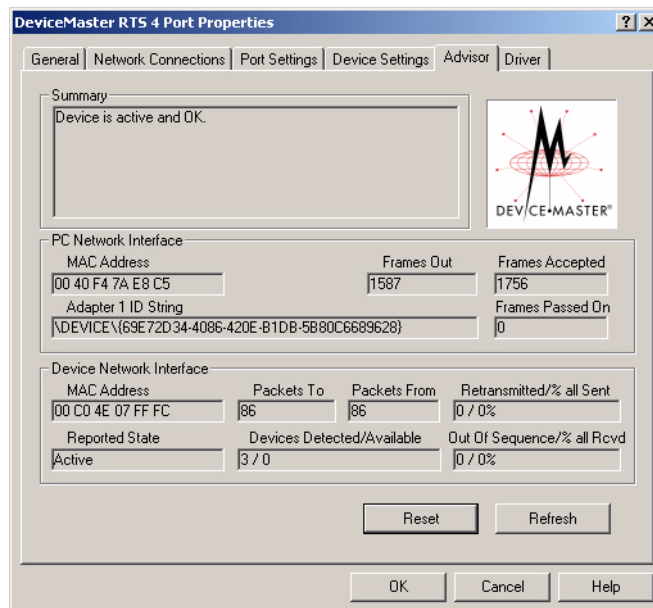 DeviceMaster RTS 4 Port Properties
General Network Connections Port Settings Device Settings Advisor Driver
Summary
Device is active and OK.
DEVICE•MASTER®
PC Network Interface
MAC Address Frames Out Frames Accepted
00 40 F4 7A E8 C5 1587 1756
Adapter 1 ID String Frames Passed On
\DEVICE\{69E72D34-4086-420E-B1DB-5B80C6689628} 0
Device Network Interface
MAC Address Packets To Packets From Retransmitted/% all Sent
00 C0 4E 07 FF FC 86 86 0 / 0%
Reported State Devices Detected/Available Out Of Sequence/% all Rcvd
Active 3 / 0 0 / 0%
Reset Refresh
OK Cancel Help